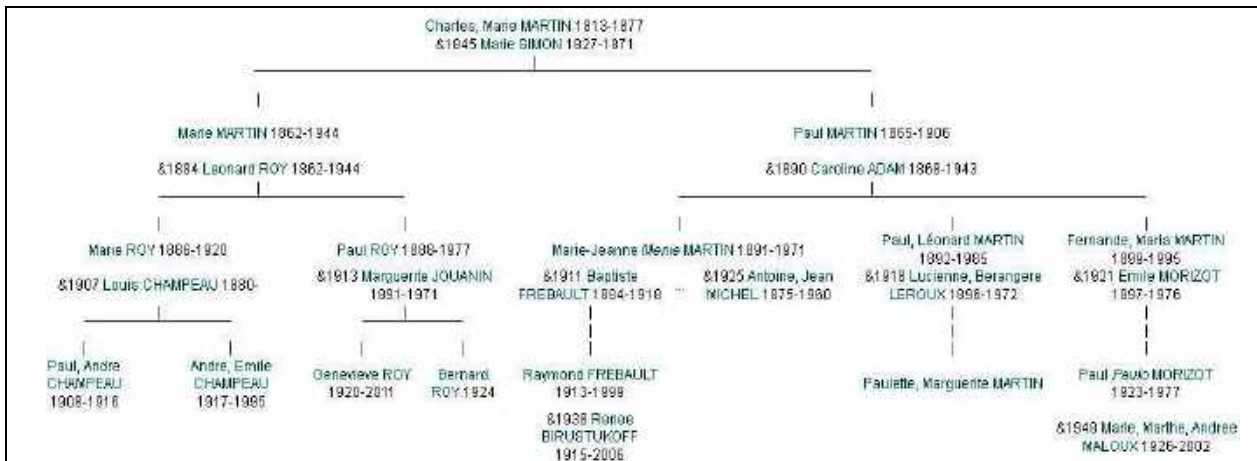 Charles, Marie MARTIN 1813-1877
&1845 Marie SIMON 1827-1871
Marie MARTIN 1862-1944
&1884 Leonard ROY 1862-1944
Paul MARTIN 1865-1906
&1890 Caroline ADAM 1868-1943
Marie ROY 1886-1920
&1907 Louis CHAMPEAU 1880-
Paul ROY 1888-1977
&1913 Marguerite JOUANIN
1891-1971
Marie-Jeanne MARTIN 1891-1971
&1911 Baptiste
FREBAULT 1894-1918
...
&1925 Antoine, Jean
MICHEL 1875-1960
Paul, Léonard MARTIN
1892-1985
&1918 Lucienne, Berangere
LEROUX 1896-1972
Fernande, Maria MARTIN
1899-1995
&1921 Emile MORIZOT
1897-1976
Paul, Andre
CHAMPEAU
1908-1916
Andre, Emile
CHAMPEAU
1917-1995
Genevieve ROY
1920-2011
Bernard
ROY 1924
Raymond FREBAULT
1913-1998
&1938 Renee
BIRUSTUKOFF
1915-2006
Paulette, Marguerite MARTIN
Paul MORIZOT
1923-1977
&1948 Marie, Marthe, Andree
MALOUX 1926-2002